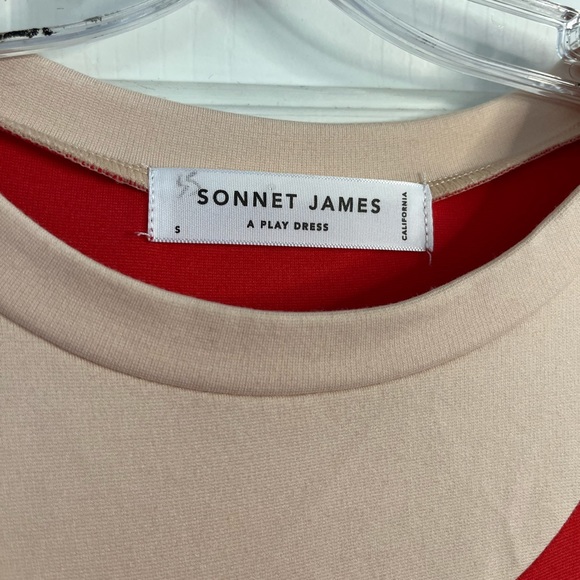 SONNET JAMES
S
A PLAY DRESS
CALIFORNIA